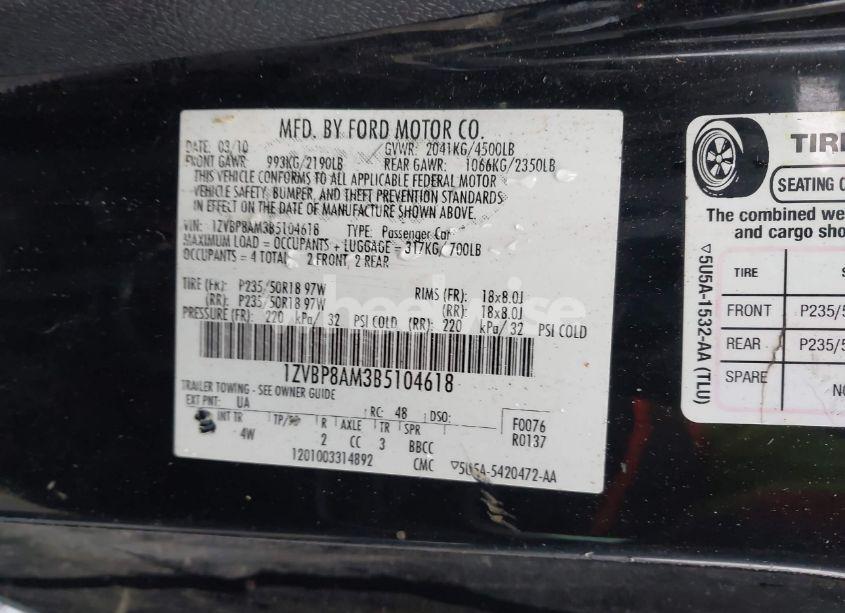 MFD. BY FORD MOTOR CO.
DATE: 03/10 GVWR: 2041KG/4500LB
FRONT GAWR: 993KG/2190LB REAR GAWR: 1066KG/2350LB
THIS VEHICLE CONFORMS TO ALL APPLICABLE FEDERAL MOTOR
VEHICLE SAFETY, BUMPER, AND THEFT PREVENTION STANDARDS
IN EFFECT ON THE DATE OF MANUFACTURE SHOWN ABOVE.
VIN: 1ZVBP8AM3B5104618 TYPE: Passenger Car
MAXIMUM LOAD = OCCUPANTS + LUGGAGE = 317KG/700LB
OCCUPANTS = 4 TOTAL 2 FRONT, 2 REAR
TIRE (FR): P235/50R18 97W RIMS (FR): 18x8.0J
(RR): P235/50R18 97W (RR): 18x8.0J
PRESSURE (FR): 220 kPa/ 32 PSI COLD (RR): 220 kPa/ 32 PSI COLD
1ZVBP8AM3B5104618
TRAILER TOWING - SEE OWNER GUIDE
EXT PNT: UA RC: 48 DSO: F0076
INT TR TP/PS R AXLE TR SPR R0137
4W 2 CC 3 BBCC
1201003314892 CMC ▽5U5A-5420472-AA
TIRE
SEATING
The combined
and cargo
TIRE
FRONT P235/5
REAR P235/5
SPARE
▽5U5A-1532-AA (TLU)